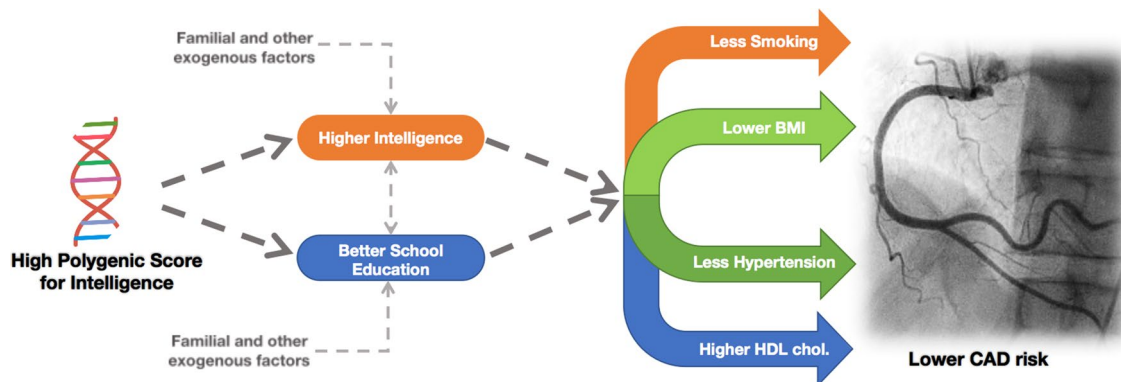 Familial and other
exogenous factors
High Polygenic Score
for Intelligence
Higher Intelligence
Better School
Education
Familial and other
exogenous factors
Less Smoking
Lower BMI
Less Hypertension
Higher HDL chol.
Lower CAD risk